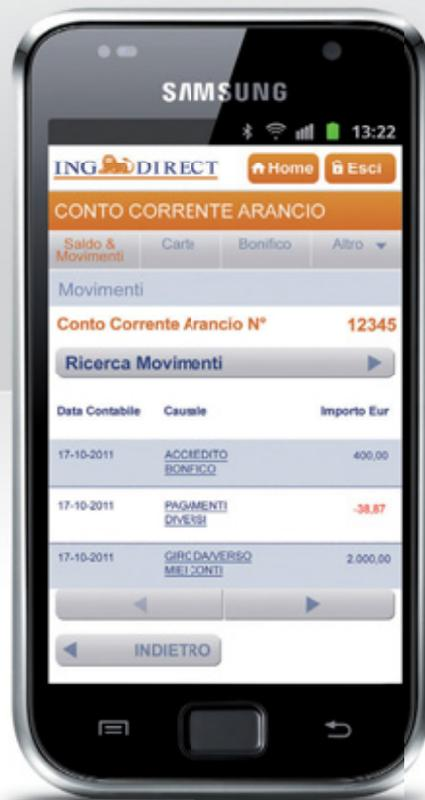 SAMSUNG
13:22
ING DIRECT Home Esci
CONTO CORRENTE ARANCIO
Saldo & Movimenti Carte Bonifico Altro
Movimenti
Conto Corrente Arancio N° 12345
Ricerca Movimenti
Data Contabile Causale Importo Eur
17-10-2011 ACCREDITO 400,00
BONIFICO
17-10-2011 PAGAMENTI -38,87
DIVERSI
17-10-2011 GIRO DA/VERSO 2.000,00
MIEI CONTI
INDIETRO